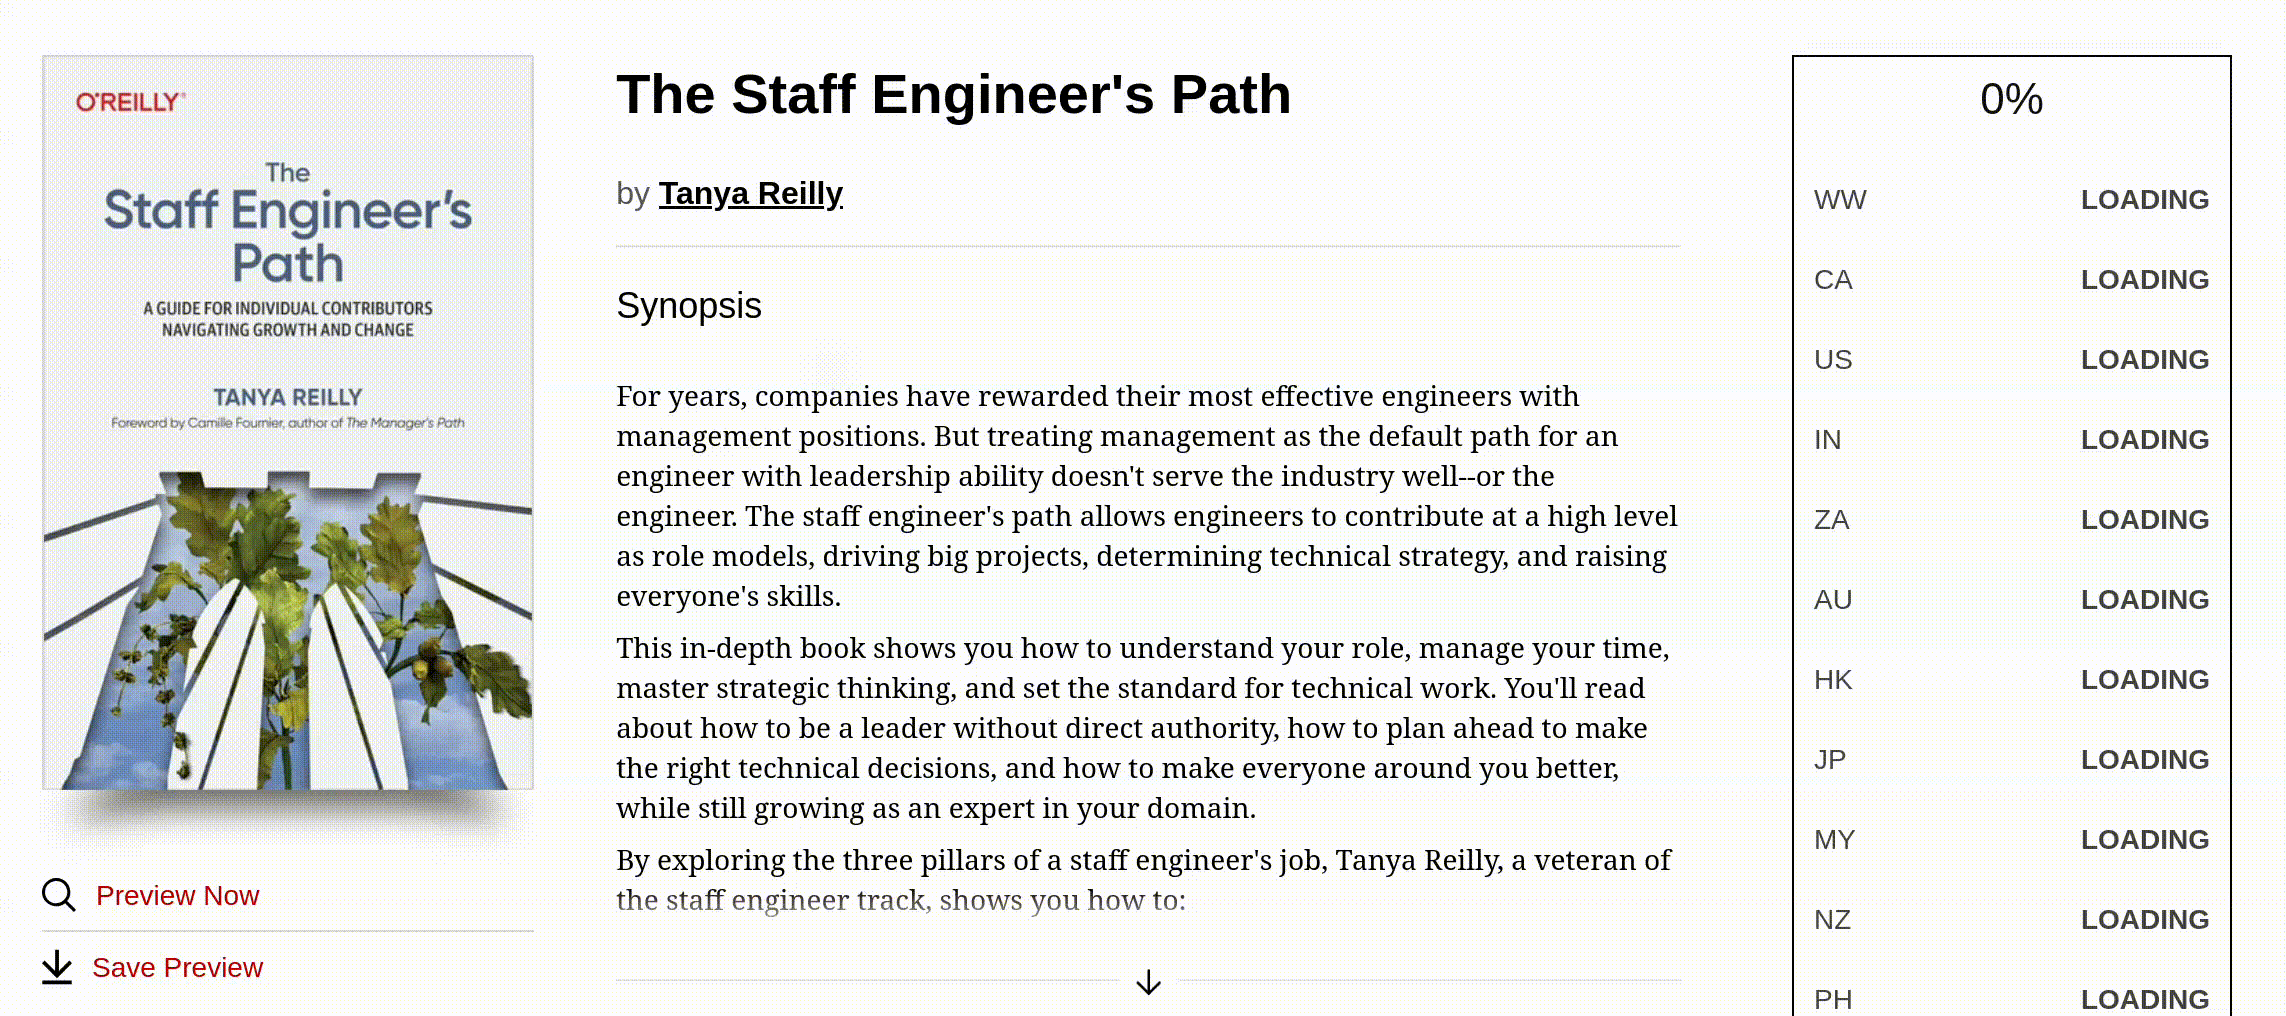 O'REILLY®
The
Staff Engineer's
Path
A GUIDE FOR INDIVIDUAL CONTRIBUTORS
NAVIGATING GROWTH AND CHANGE
TANYA REILLY
Foreword by Camille Fournier, author of The Manager's Path
Preview Now
Save Preview
The Staff Engineer's Path
by Tanya Reilly
Synopsis
For years, companies have rewarded their most effective engineers with
management positions. But treating management as the default path for an
engineer with leadership ability doesn't serve the industry well--or the
engineer. The staff engineer's path allows engineers to contribute at a high level
as role models, driving big projects, determining technical strategy, and raising
everyone's skills.
This in-depth book shows you how to understand your role, manage your time,
master strategic thinking, and set the standard for technical work. You'll read
about how to be a leader without direct authority, how to plan ahead to make
the right technical decisions, and how to make everyone around you better,
while still growing as an expert in your domain.
By exploring the three pillars of a staff engineer's job, Tanya Reilly, a veteran of
the staff engineer track, shows you how to:
0%
WW LOADING
CA LOADING
US LOADING
IN LOADING
ZA LOADING
AU LOADING
HK LOADING
JP LOADING
MY LOADING
NZ LOADING
PH LOADING